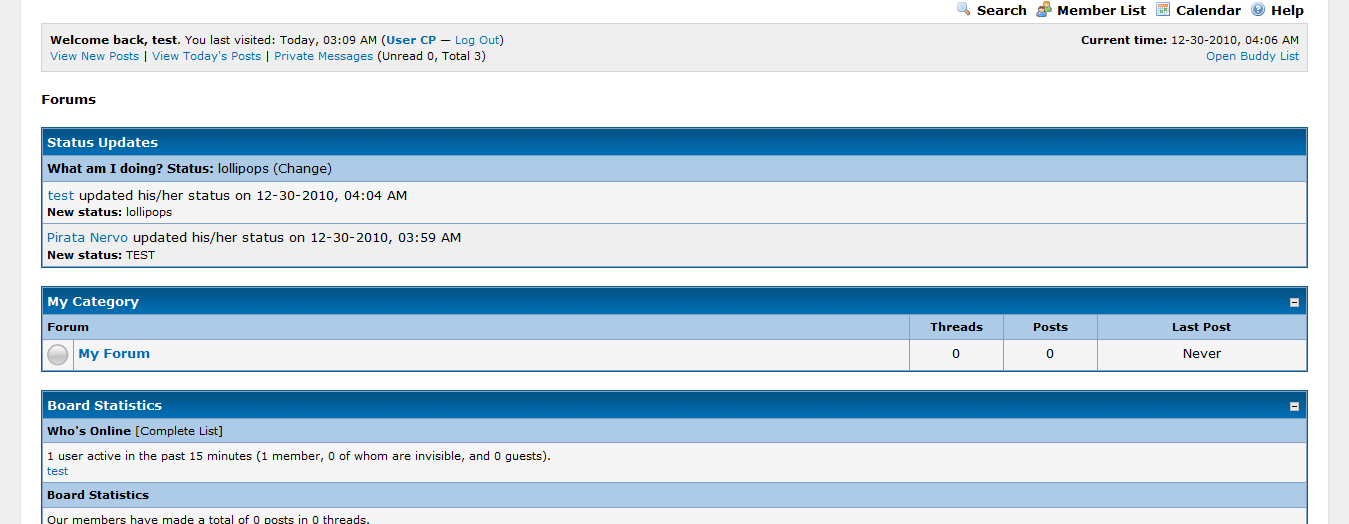 Search Member List Calendar Help
Welcome back, test. You last visited: Today, 03:09 AM (User CP — Log Out) Current time: 12-30-2010, 04:06 AM
View New Posts | View Today's Posts | Private Messages (Unread 0, Total 3) Open Buddy List
Forums
Status Updates
What am I doing? Status: lollipops (Change)
test updated his/her status on 12-30-2010, 04:04 AM
New status: lollipops
Pirata Nervo updated his/her status on 12-30-2010, 03:59 AM
New status: TEST
My Category
Forum Threads Posts Last Post
My Forum 0 0 Never
Board Statistics
Who's Online [Complete List]
1 user active in the past 15 minutes (1 member, 0 of whom are invisible, and 0 guests).
test
Board Statistics
Our members have made a total of 0 posts in 0 threads.